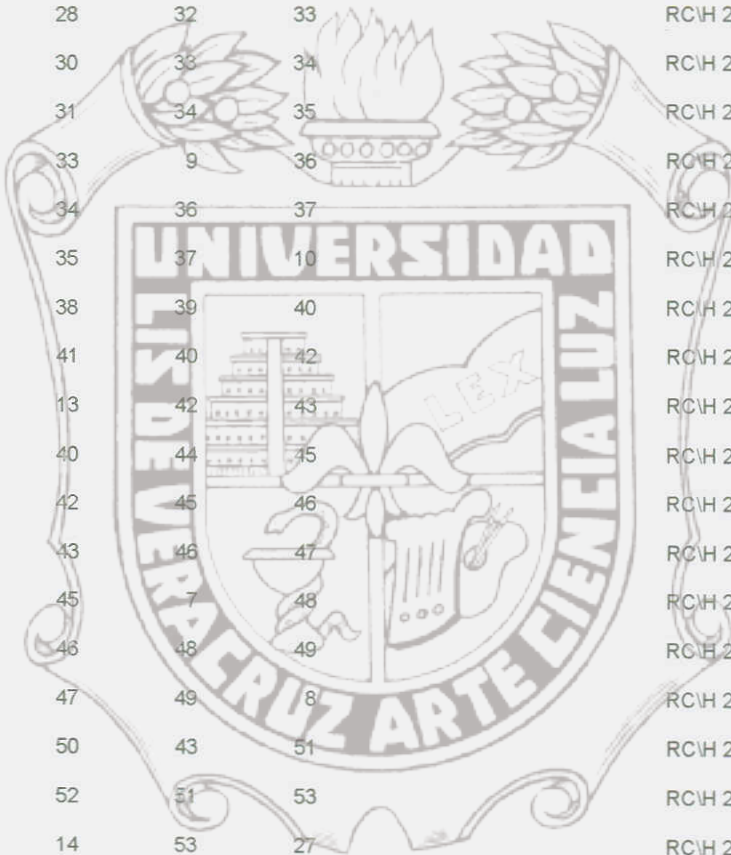 28 32 33 RC\H 2
30 33 34 RC\H 2
31 34 35 RC\H 2
33 9 36 RC\H 2
34 36 37 RC\H 2
35 37 10 RC\H 2
38 39 40 RC\H 2
41 40 42 RC\H 2
13 42 43 RC\H 2
40 44 45 RC\H 2
42 45 46 RC\H 2
43 46 47 RC\H 2
45 7 48 RC\H 2
46 48 49 RC\H 2
47 49 8 RC\H 2
50 43 51 RC\H 2
52 31 53 RC\H 2
14 53 27 RC\H 2
UNIVERSIDAD
LIS DE VERACRUZ ARTE CIENCIA LUZ
LEX